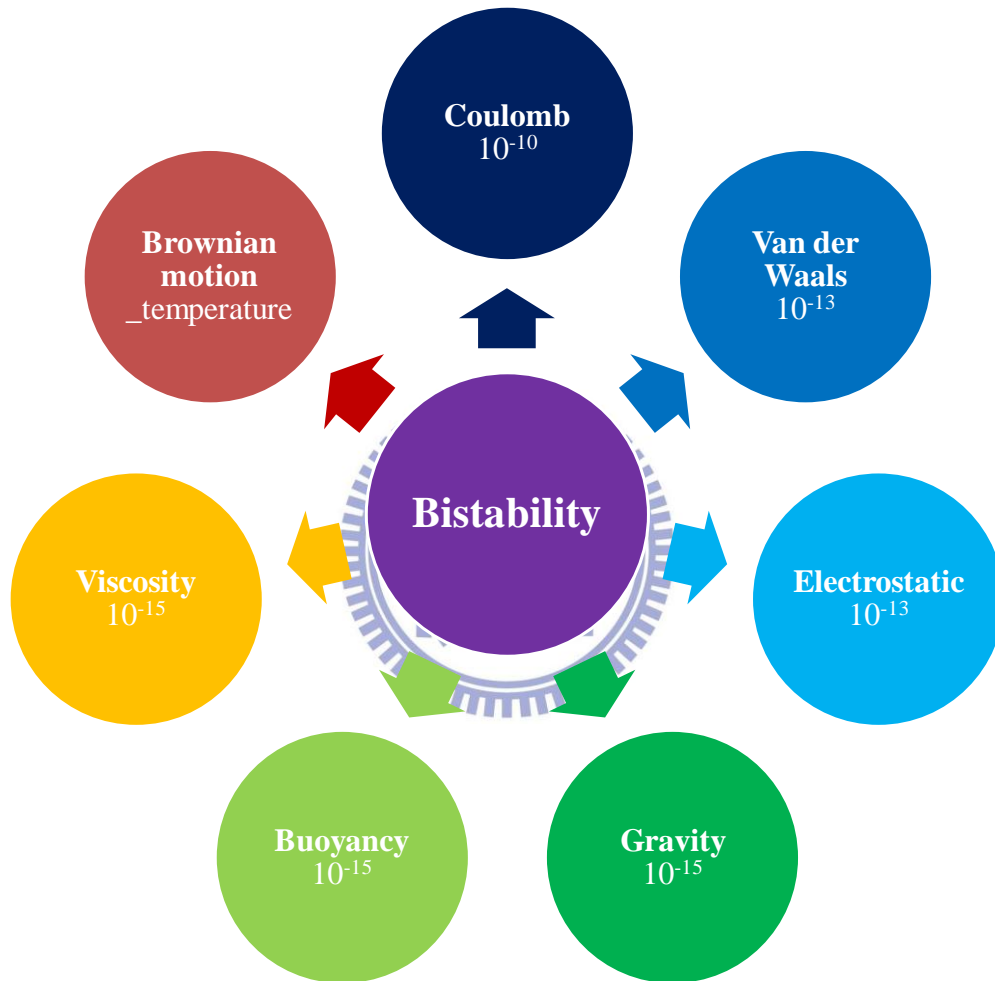 Coulomb
10⁻¹⁰
Van der
Waals
10⁻¹³
Electrostatic
10⁻¹³
Gravity
10⁻¹⁵
Buoyancy
10⁻¹⁵
Viscosity
10⁻¹⁵
Brownian
motion
_temperature
Bistability